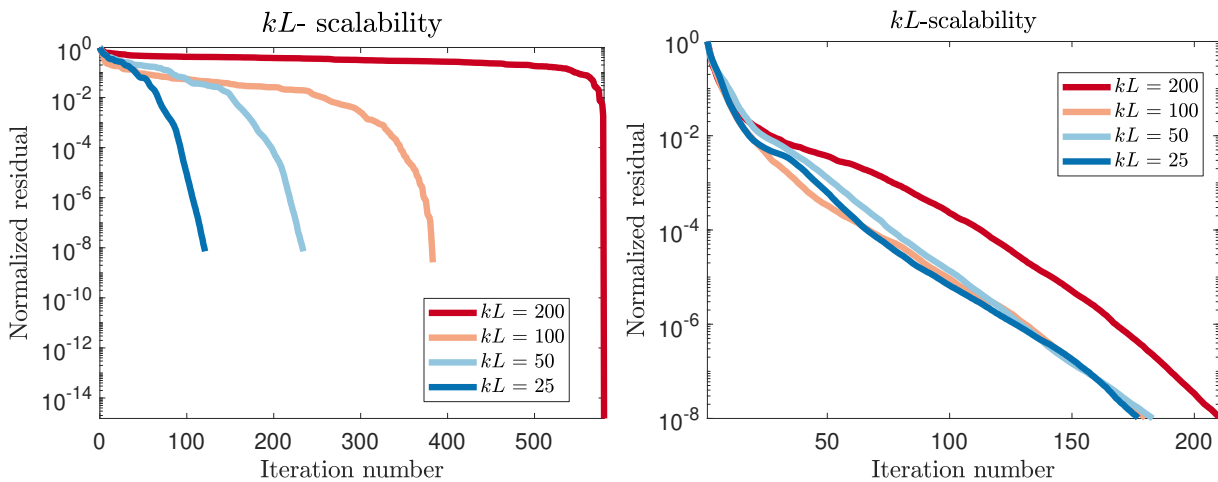 kL- scalability
Normalized residual
10^0
10^-2
10^-4
10^-6
10^-8
10^-10
10^-12
10^-14
kL = 200
kL = 100
kL = 50
kL = 25
0 100 200 300 400 500
Iteration number
kL-scalability
Normalized residual
10^0
10^-2
10^-4
10^-6
10^-8
kL = 200
kL = 100
kL = 50
kL = 25
50 100 150 200
Iteration number